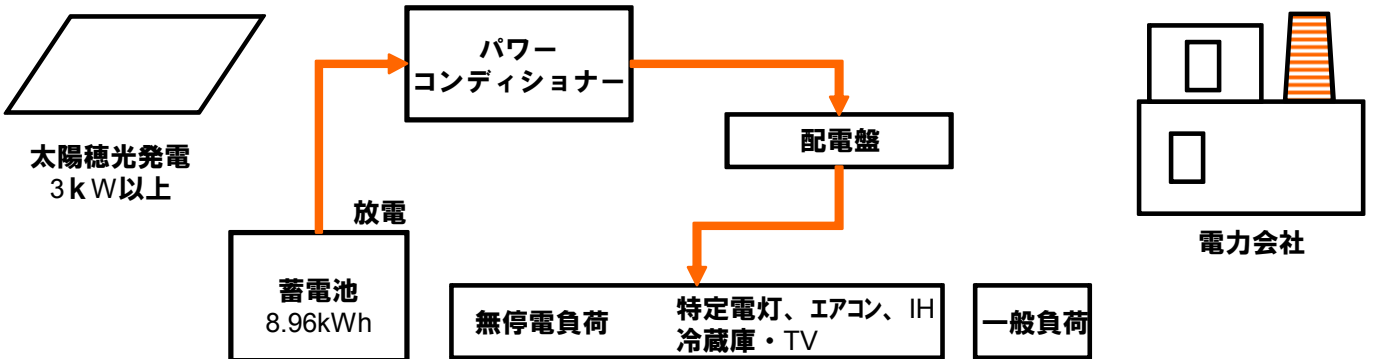 パワー
コンディショナー
配電盤
太陽穂光発電
3kW以上
放電
電力会社
蓄電池
8.96kWh
無停電負荷
特定電灯、エアコン、IH
冷蔵庫・TV
一般負荷